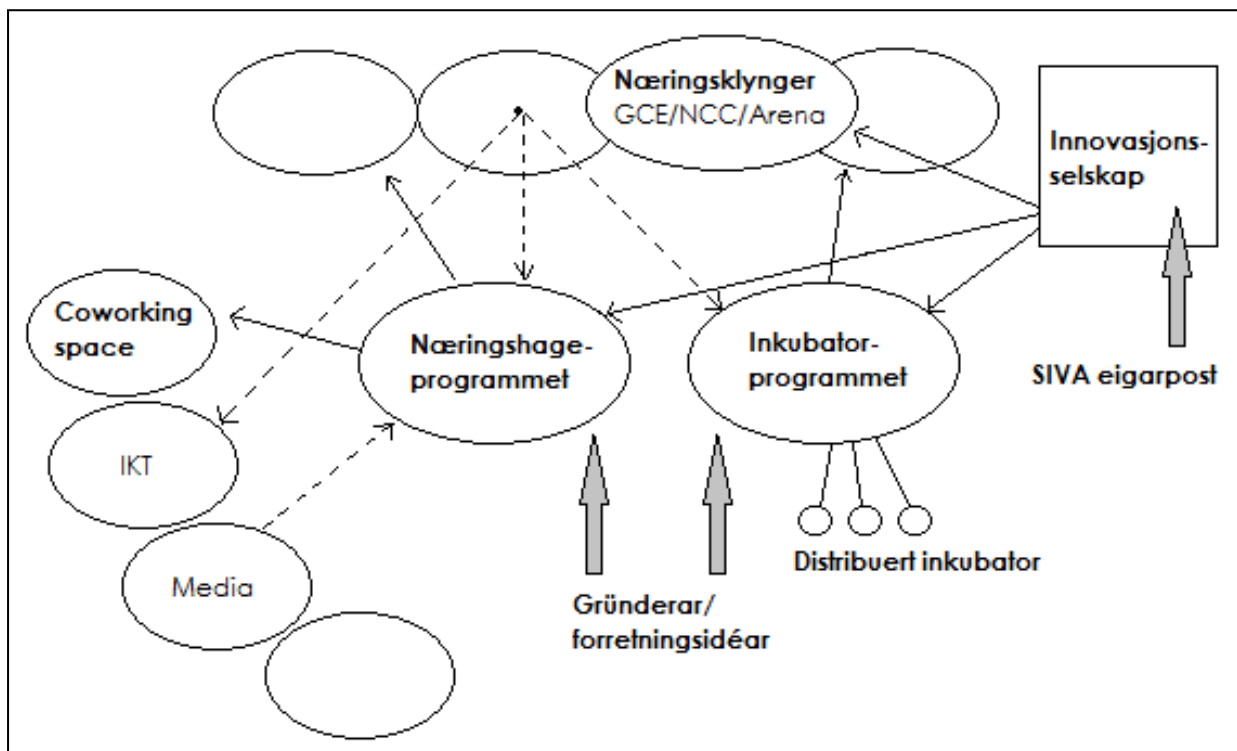 Næringsklynger
GCE/NCC/Arena
Innovasjons-
selskap
Coworking
space
Næringshage-
programmet
Inkubator-
programmet
SIVA eigarpost
IKT
Media
Distribuert inkubator
Gründerar/
forretningsidéar